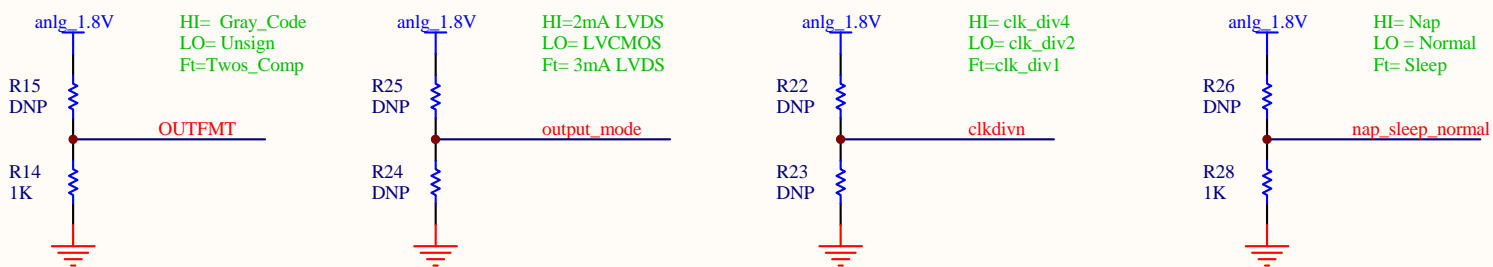 anlg_1.8V
HI= Gray_Code
LO= Unsign
Ft=Twos_Comp
R15
DNP
OUTFMT
R14
1K
anlg_1.8V
HI=2mA LVDS
LO= LVCMOS
Ft= 3mA LVDS
R25
DNP
output_mode
R24
DNP
anlg_1.8V
HI= clk_div4
LO= clk_div2
Ft=clk_div1
R22
DNP
clkdivn
R23
DNP
anlg_1.8V
HI= Nap
LO = Normal
Ft= Sleep
R26
DNP
nap_sleep_normal
R28
1K